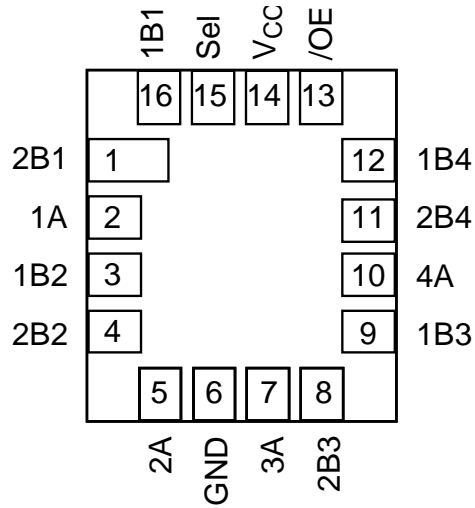 1B1 Sel VCC /OE
16 15 14 13
2B1 1 12 1B4
1A 2 11 2B4
1B2 3 10 4A
2B2 4 9 1B3
5 6 7 8
2A GND 3A 2B3